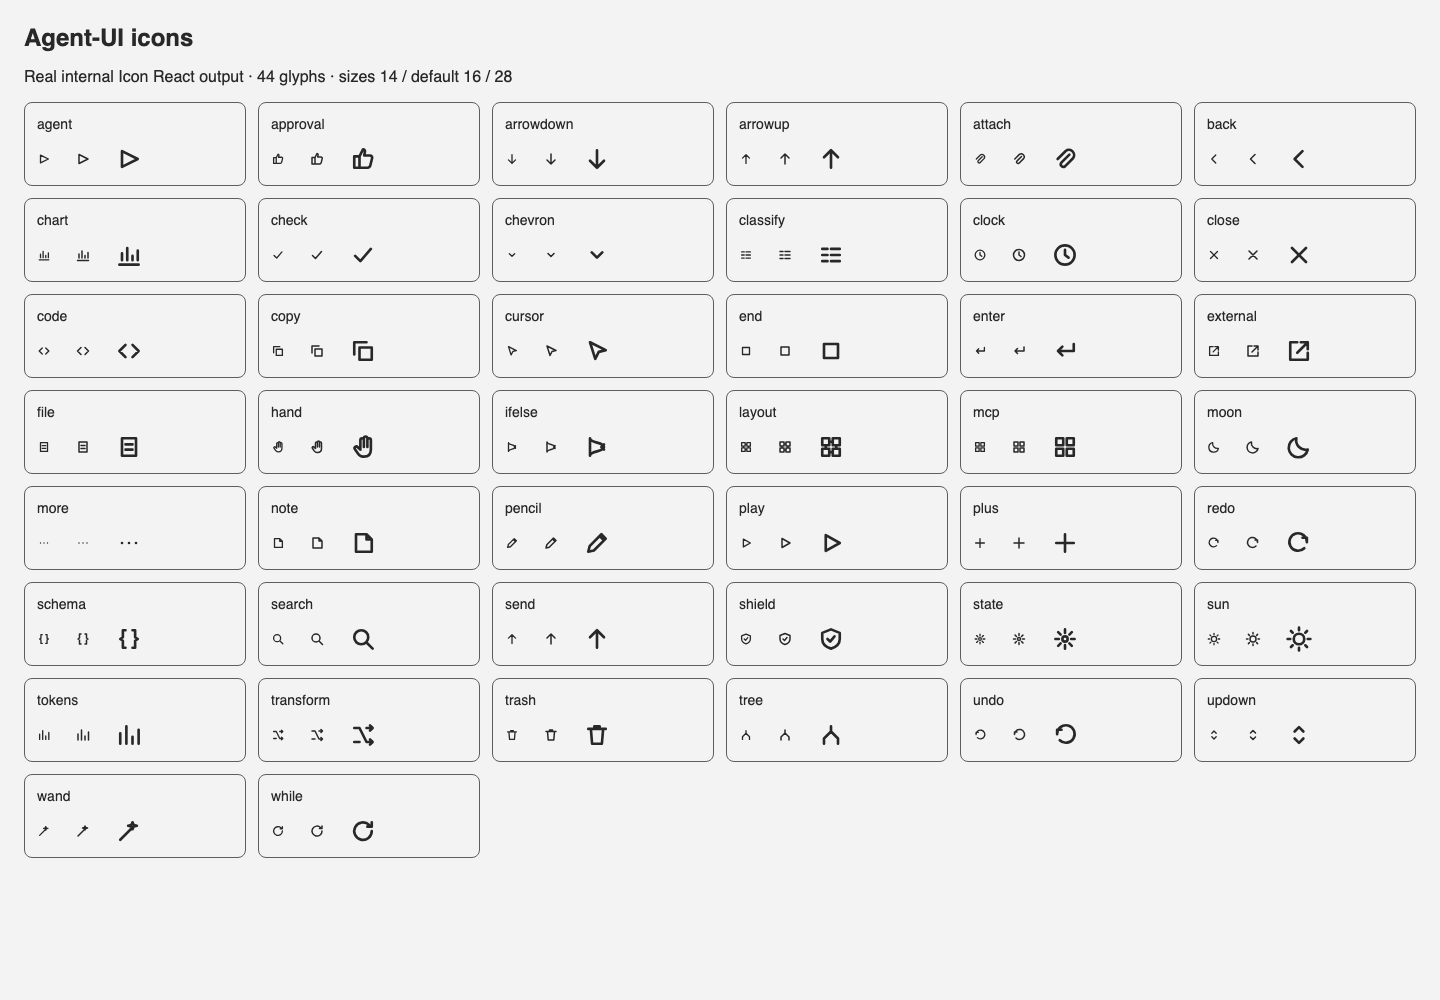 Agent-UI icons
Real internal Icon React output · 44 glyphs · sizes 14 / default 16 / 28
agent
approval
arrowdown
arrowup
attach
back
chart
check
chevron
classify
clock
close
code
copy
cursor
end
enter
external
file
hand
ifelse
layout
mcp
moon
more
note
pencil
play
plus
redo
schema
search
send
shield
state
sun
tokens
transform
trash
tree
undo
updown
wand
while